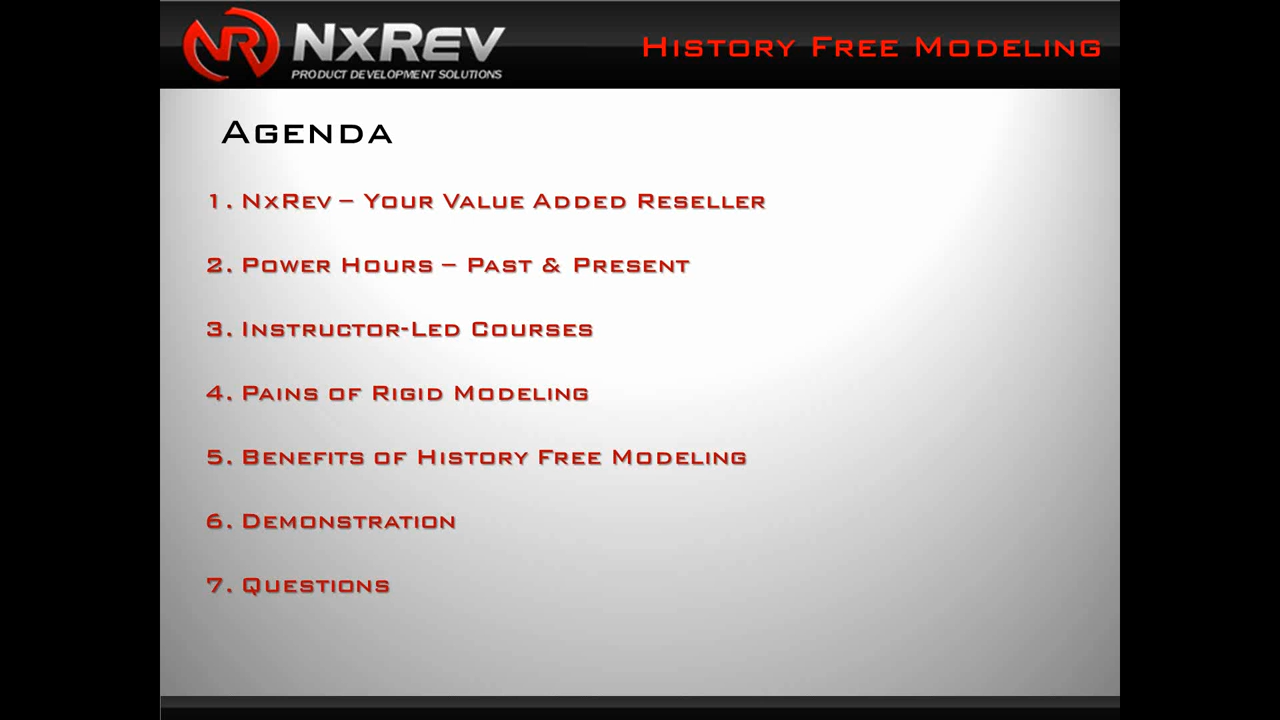 NR NxRev
PRODUCT DEVELOPMENT SOLUTIONS
History Free Modeling
Agenda
1. NxRev – Your Value Added Reseller
2. Power Hours – Past & Present
3. Instructor-Led Courses
4. Pains of Rigid Modeling
5. Benefits of History Free Modeling
6. Demonstration
7. Questions